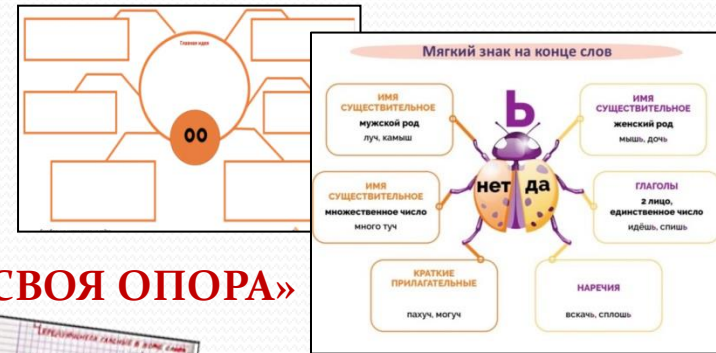 Главная идея
Мягкий знак на конце слов
ИМЯ
СУЩЕСТВИТЕЛЬНОЕ
мужской род
луч, камыш
ь
ИМЯ
СУЩЕСТВИТЕЛЬНОЕ
женский род
мышь, дочь
ИМЯ
СУЩЕСТВИТЕЛЬНОЕ
множественное число
много туч
нет да
ГЛАГОЛЫ
2 лицо,
единственное число
идёшь, спишь
КРАТКИЕ
ПРИЛАГАТЕЛЬНЫЕ
пахуч, могуч
НАРЕЧИЯ
вскачь, сплошь
СВОЯ ОПОРА»